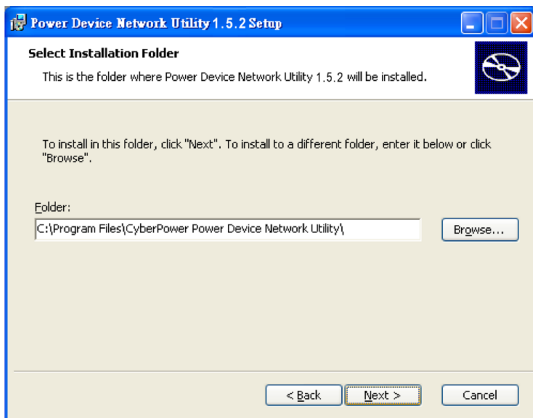 Power Device Network Utility 1.5.2 Setup
Select Installation Folder
This is the folder where Power Device Network Utility 1.5.2 will be installed.
To install in this folder, click "Next". To install to a different folder, enter it below or click
"Browse".
Folder:
C:\Program Files\CyberPower Power Device Network Utility\
Browse...
< Back
Next >
Cancel